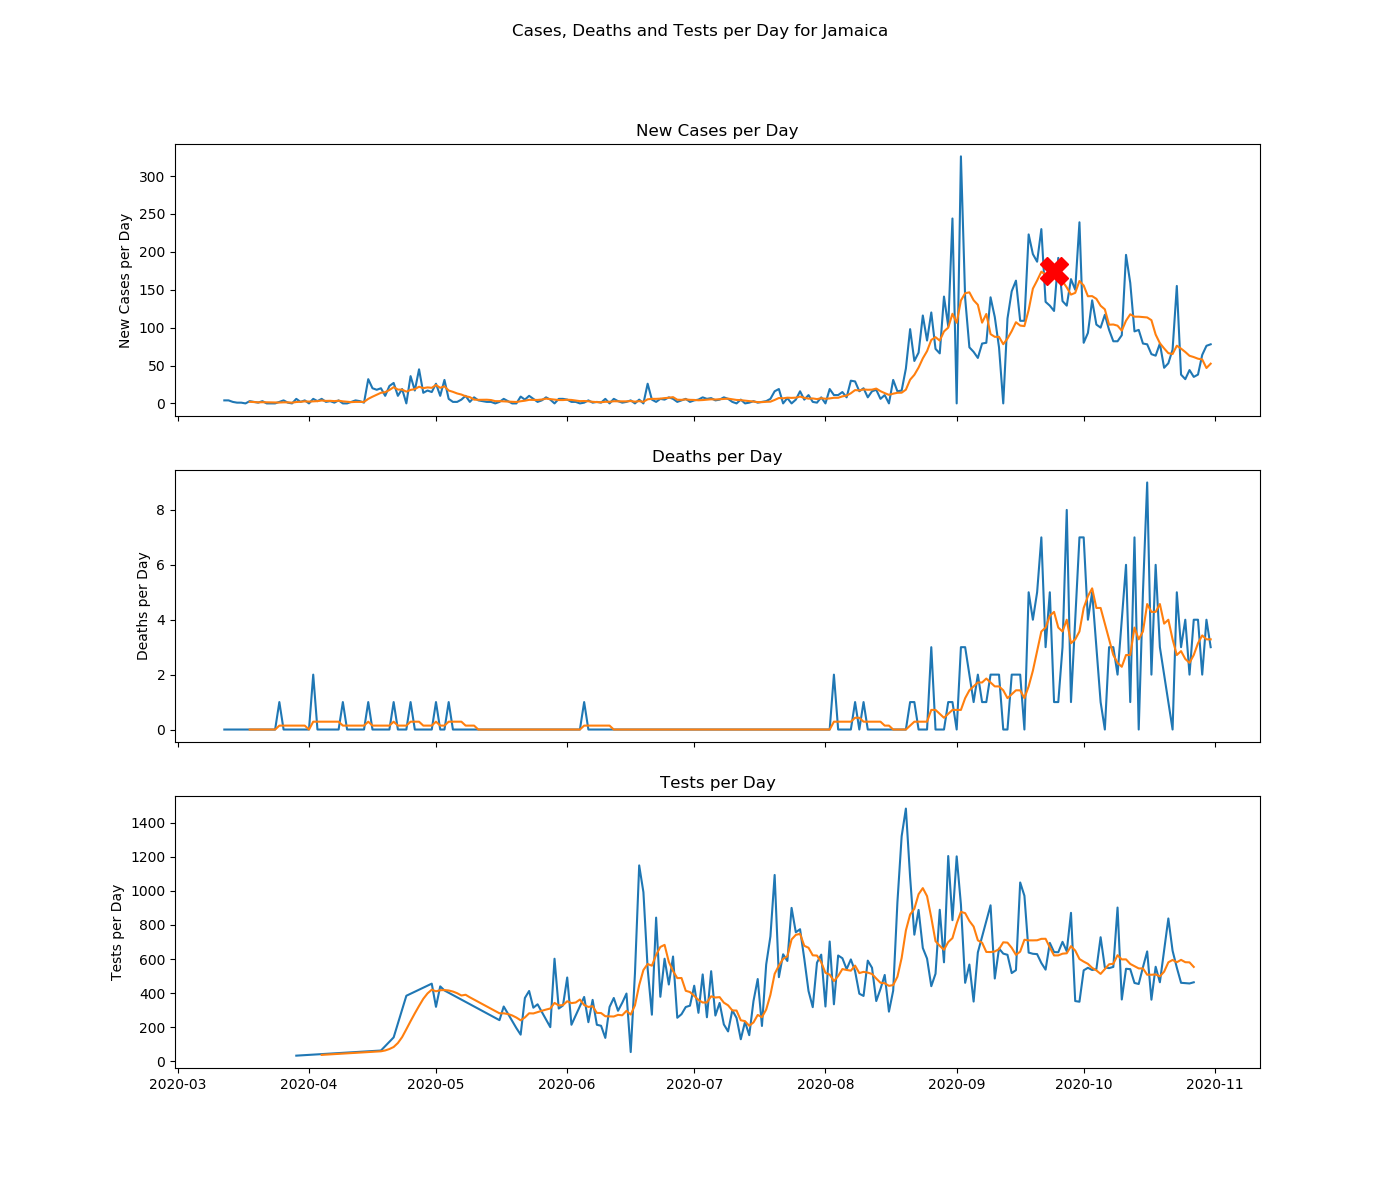 Cases, Deaths and Tests per Day for Jamaica
New Cases per Day
New Cases per Day
300
250
200
150
100
50
0
Deaths per Day
Deaths per Day
8
6
4
2
0
Tests per Day
Tests per Day
1400
1200
1000
800
600
400
200
0
2020-03 2020-04 2020-05 2020-06 2020-07 2020-08 2020-09 2020-10 2020-11